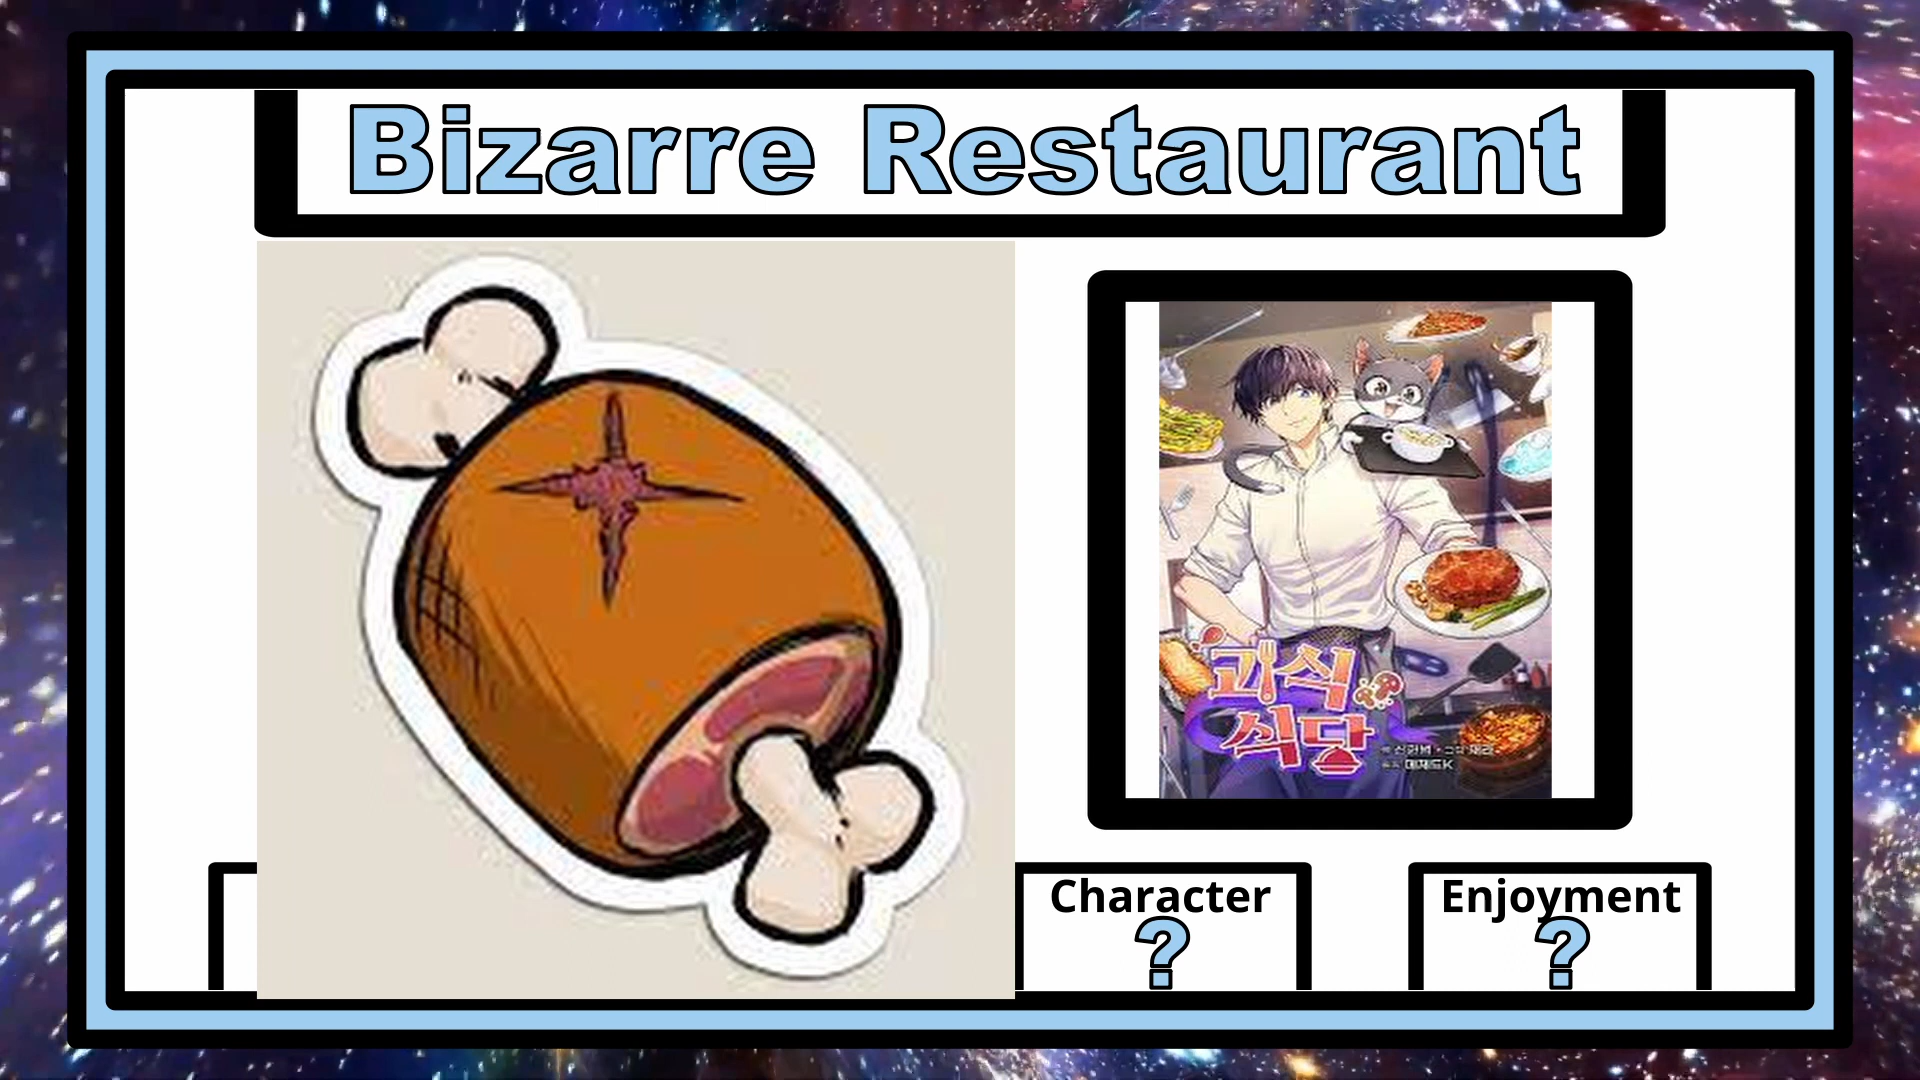 Bizarre Restaurant
괴식
식당
Character
?
Enjoyment
?